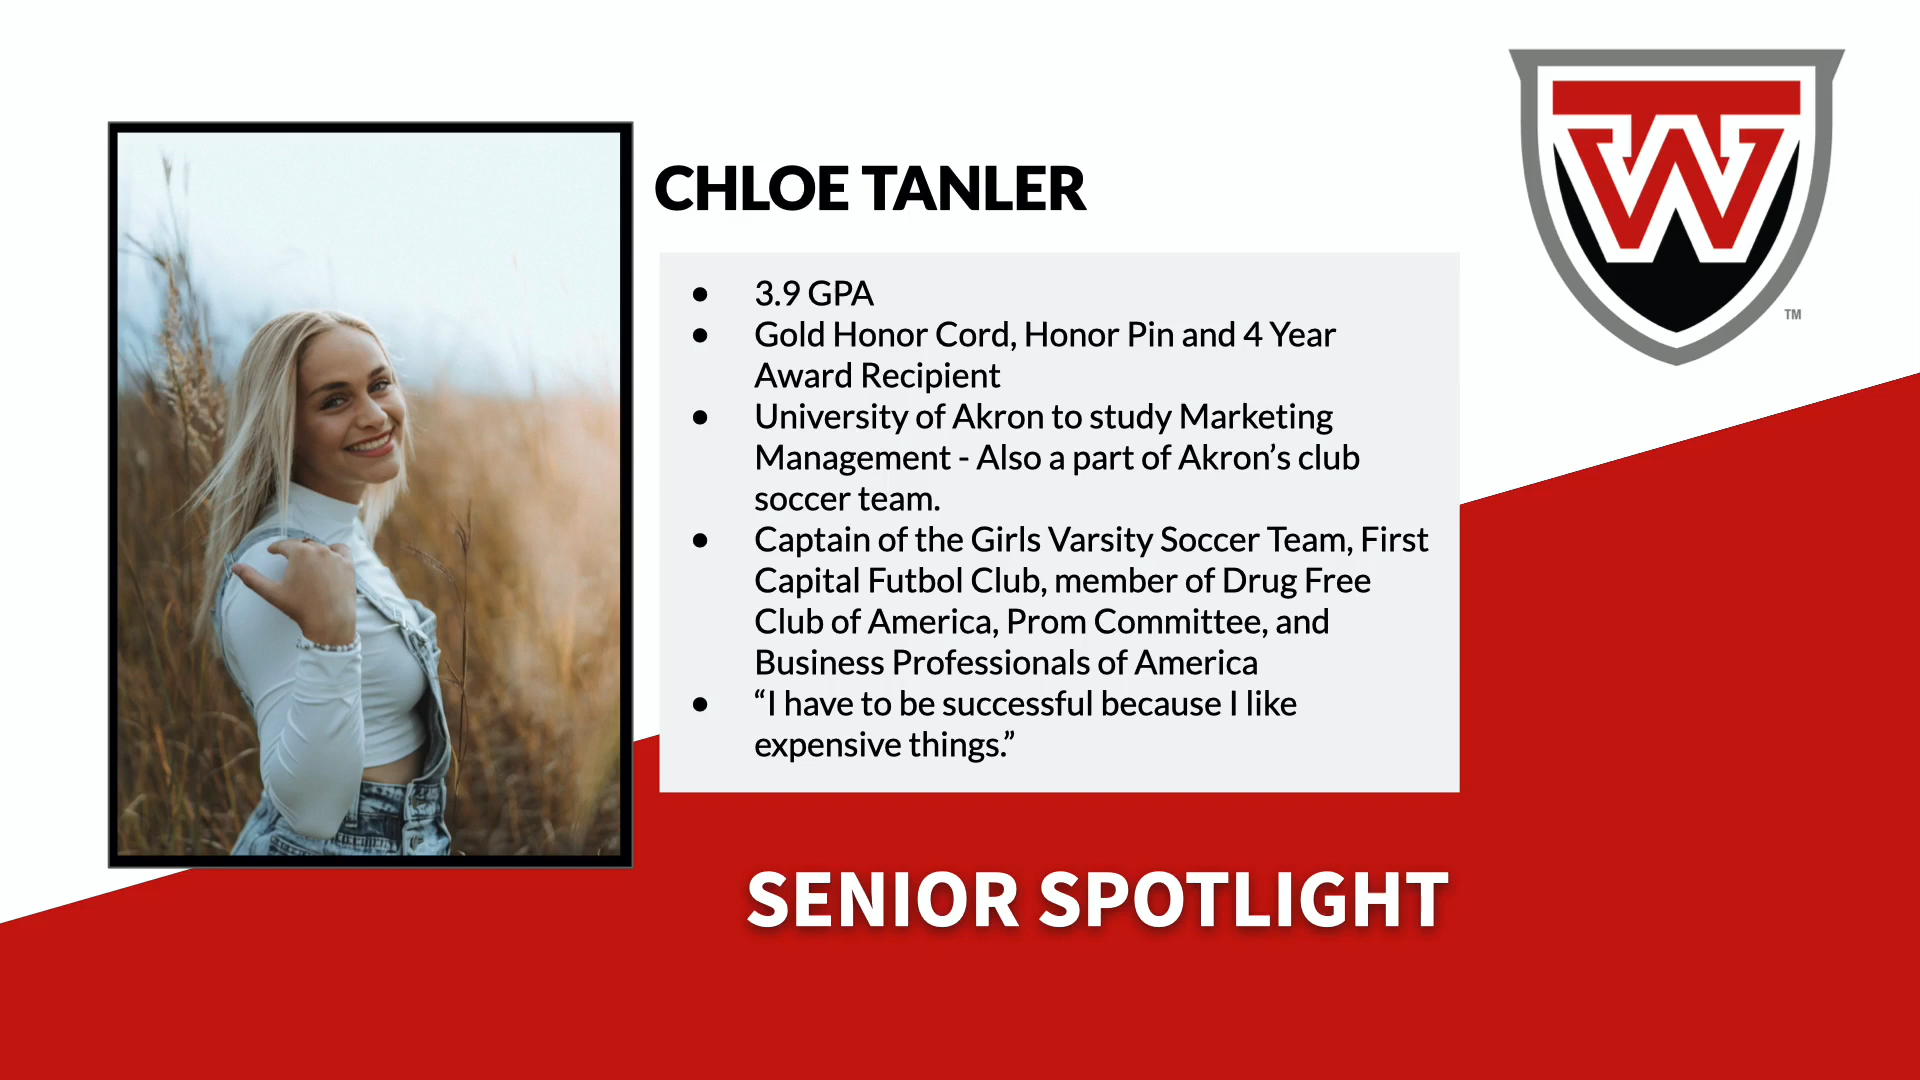 CHLOE TANLER
● 3.9 GPA
● Gold Honor Cord, Honor Pin and 4 Year
Award Recipient
● University of Akron to study Marketing
Management - Also a part of Akron’s club
soccer team.
● Captain of the Girls Varsity Soccer Team, First
Capital Futbol Club, member of Drug Free
Club of America, Prom Committee, and
Business Professionals of America
● “I have to be successful because I like
expensive things.”
W
TM
SENIOR SPOTLIGHT